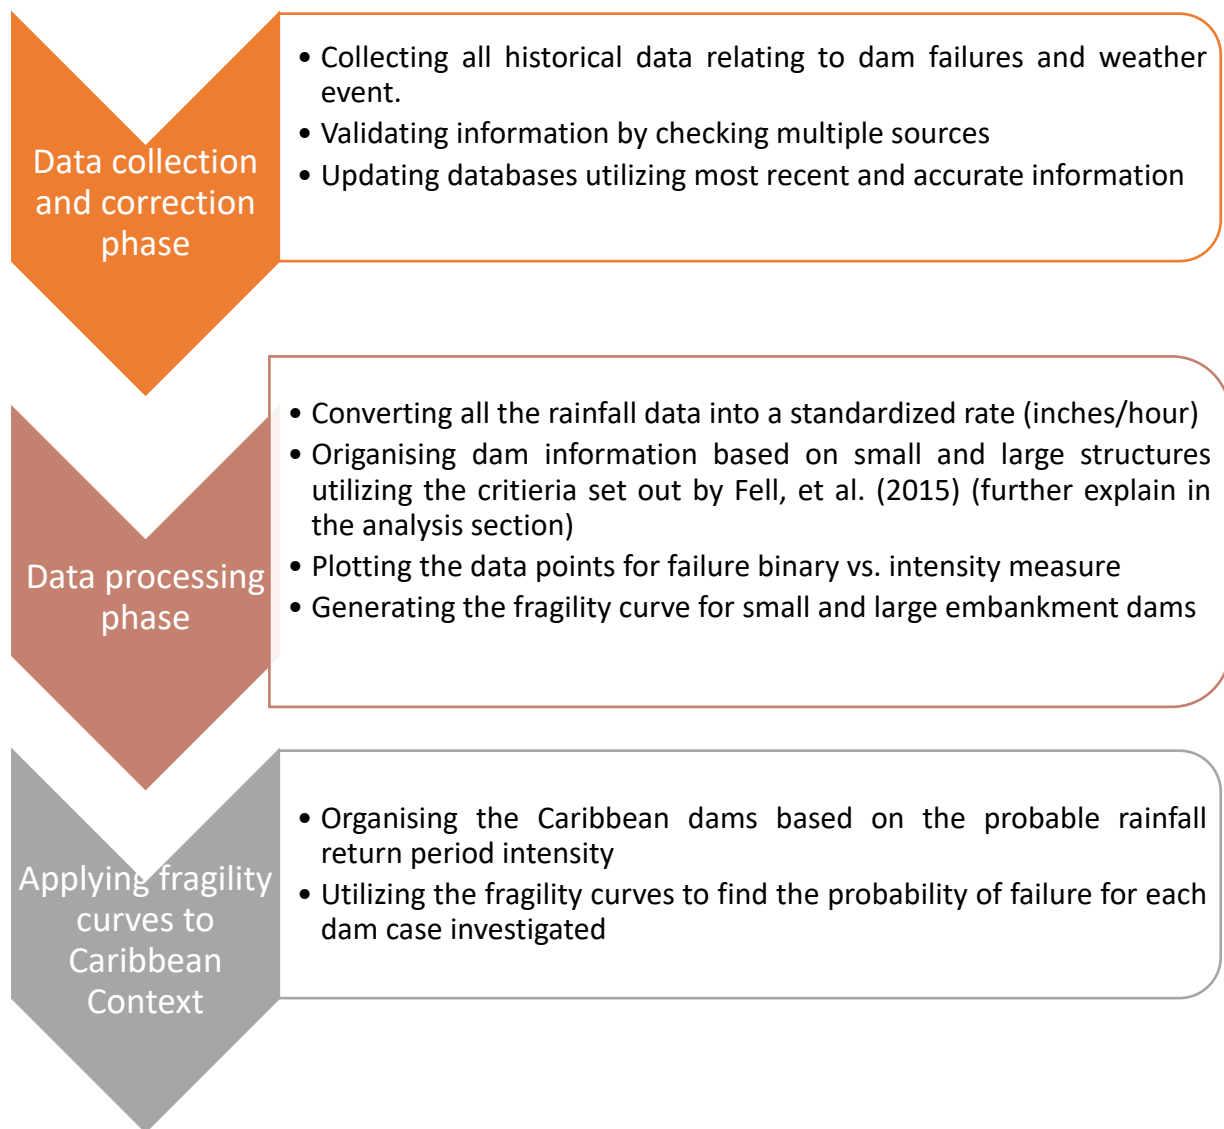 Data collection
and correction
phase
• Collecting all historical data relating to dam failures and weather
event.
• Validating information by checking multiple sources
• Updating databases utilizing most recent and accurate information
Data processing
phase
• Converting all the rainfall data into a standardized rate (inches/hour)
• Origanising dam information based on small and large structures
utilizing the critieria set out by Fell, et al. (2015) (further explain in
the analysis section)
• Plotting the data points for failure binary vs. intensity measure
• Generating the fragility curve for small and large embankment dams
Applying fragility
curves to
Caribbean
Context
• Organising the Caribbean dams based on the probable rainfall
return period intensity
• Utilizing the fragility curves to find the probability of failure for each
dam case investigated